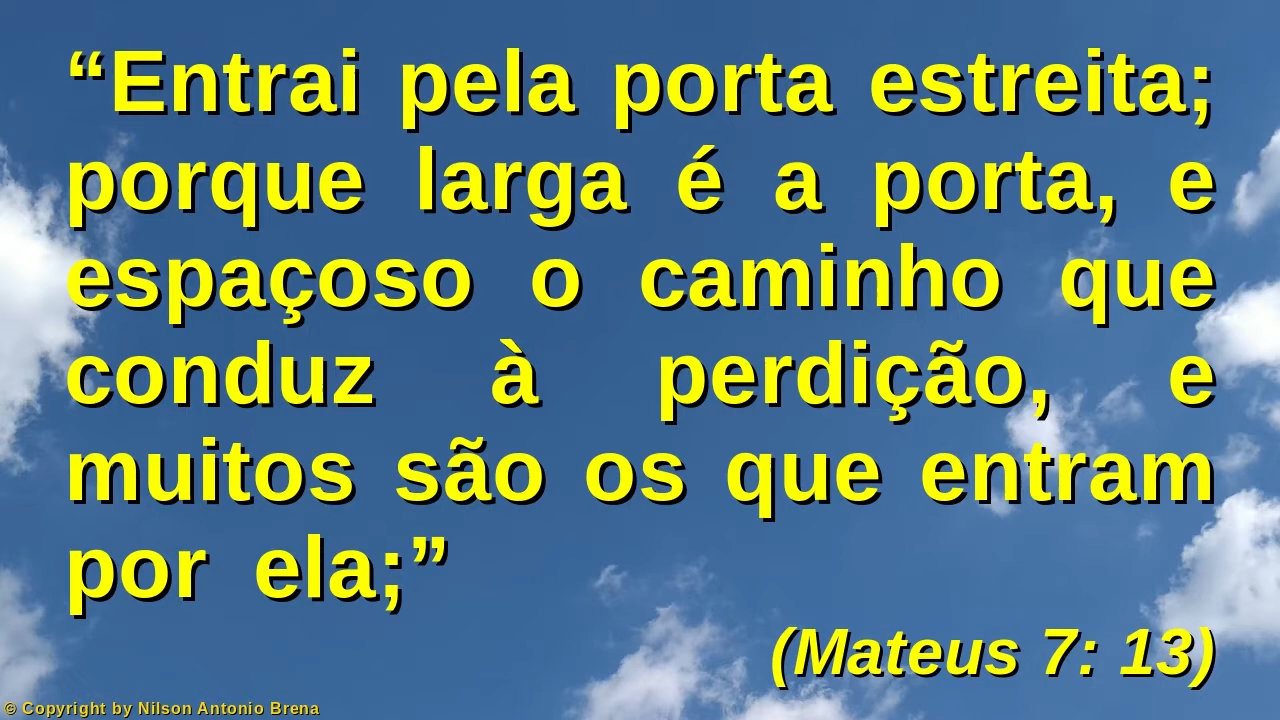 “Entrai pela porta estreita;
porque larga é a porta, e
espaçoso o caminho que
conduz à perdição, e
muitos são os que entram
por ela;”
(Mateus 7: 13)
© Copyright by Nilson Antonio Brena